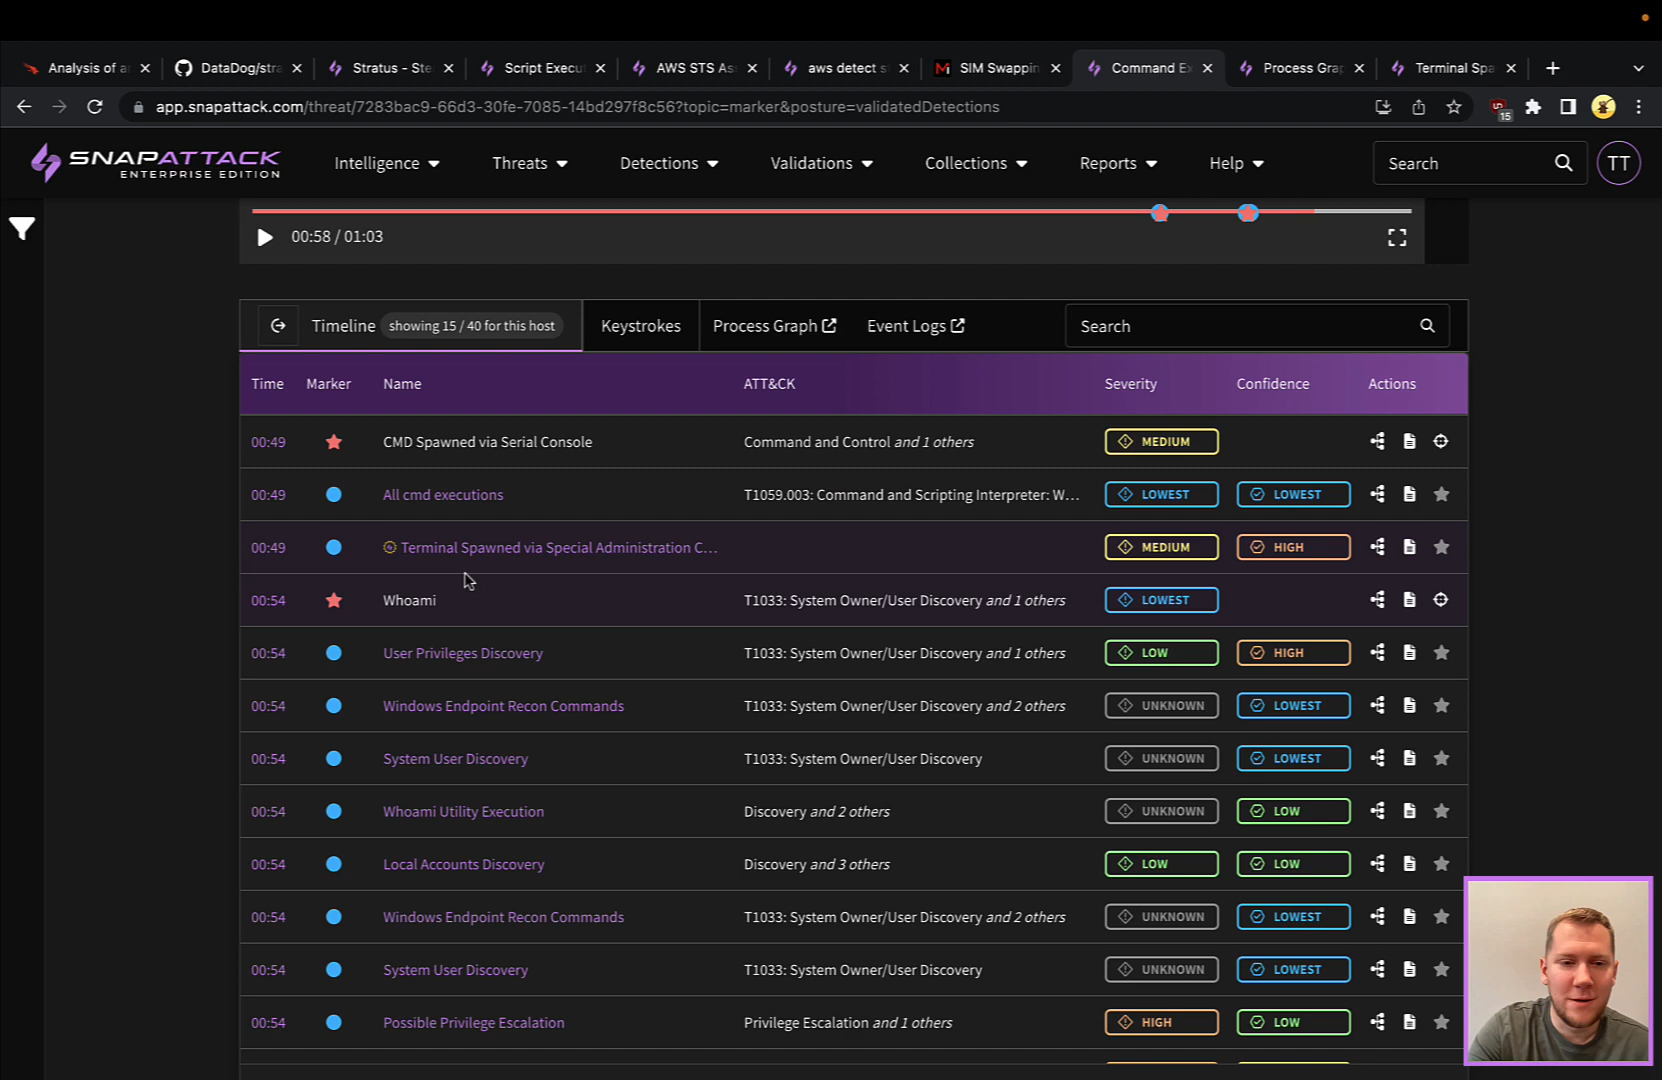 Analysis of a
DataDog/stra
Stratus - Ste
Script Execu
AWS STS As
aws detect s
SIM Swappin
Command Ex
Process Gra
Terminal Spa
app.snapattack.com/threat/7283bac9-66d3-30fe-7085-14bd297f8c56?topic=marker&posture=validatedDetections
15
SNAPATTACK
ENTERPRISE EDITION
Intelligence
Threats
Detections
Validations
Collections
Reports
Help
Search
TT
00:58 / 01:03
Timeline showing 15 / 40 for this host
Keystrokes
Process Graph
Event Logs
Search
Time Marker Name ATT&CK Severity Confidence Actions
00:49 CMD Spawned via Serial Console Command and Control and 1 others MEDIUM
00:49 All cmd executions T1059.003: Command and Scripting Interpreter: W... LOWEST LOWEST
00:49 Terminal Spawned via Special Administration C... MEDIUM HIGH
00:54 Whoami T1033: System Owner/User Discovery and 1 others LOWEST
00:54 User Privileges Discovery T1033: System Owner/User Discovery and 1 others LOW HIGH
00:54 Windows Endpoint Recon Commands T1033: System Owner/User Discovery and 2 others UNKNOWN LOWEST
00:54 System User Discovery T1033: System Owner/User Discovery UNKNOWN LOWEST
00:54 Whoami Utility Execution Discovery and 2 others UNKNOWN LOW
00:54 Local Accounts Discovery Discovery and 3 others LOW LOW
00:54 Windows Endpoint Recon Commands T1033: System Owner/User Discovery and 2 others UNKNOWN LOWEST
00:54 System User Discovery T1033: System Owner/User Discovery UNKNOWN LOWEST
00:54 Possible Privilege Escalation Privilege Escalation and 1 others HIGH LOW